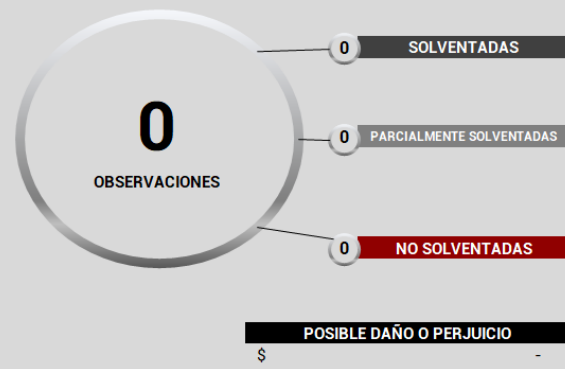 0
OBSERVACIONES
0 SOLVENTADAS
0 PARCIALMENTE SOLVENTADAS
0 NO SOLVENTADAS
POSIBLE DAÑO O PERJUICIO
$ -